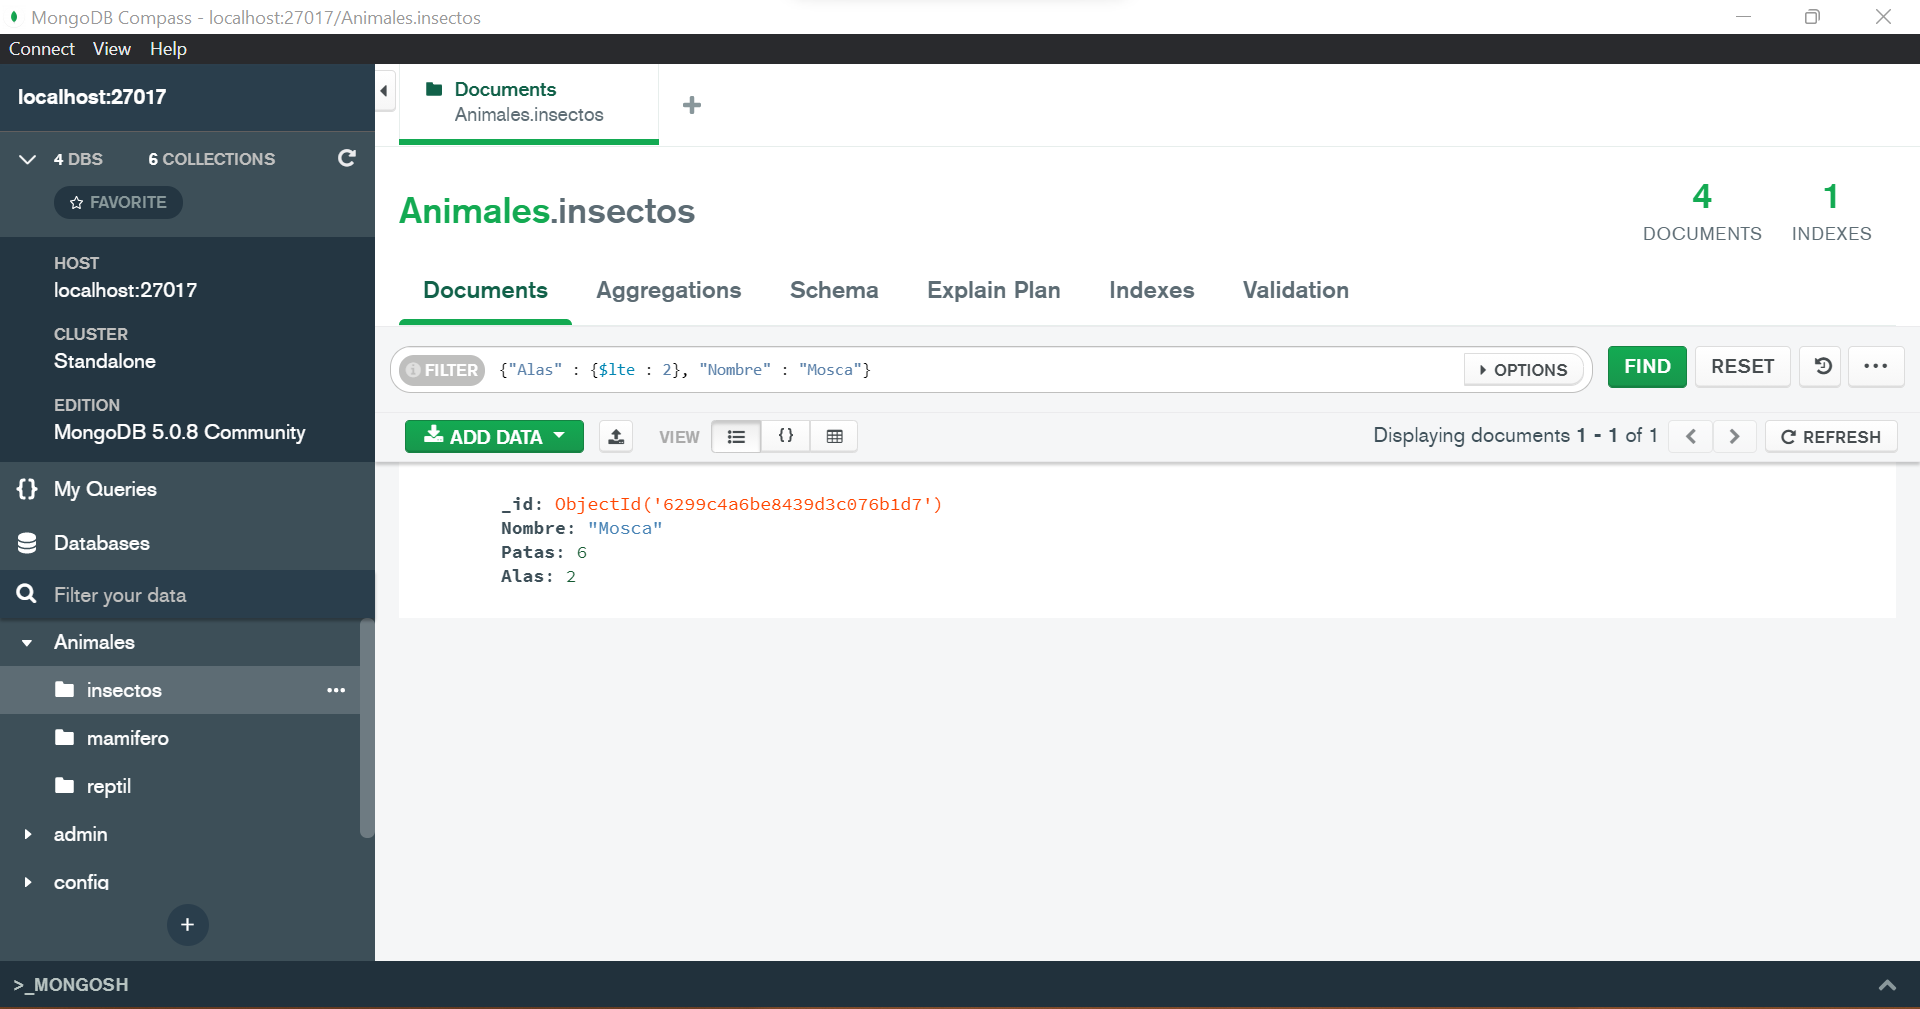 MongoDB Compass - localhost:27017/Animales.insectos
Connect View Help
localhost:27017
4 DBS 6 COLLECTIONS
FAVORITE
HOST
localhost:27017
CLUSTER
Standalone
EDITION
MongoDB 5.0.8 Community
{} My Queries
Databases
Filter your data
Animales
insectos
mamifero
reptil
admin
config
+
Documents
Animales.insectos
+
Animales.insectos
4
DOCUMENTS
1
INDEXES
Documents Aggregations Schema Explain Plan Indexes Validation
FILTER {"Alas" : {$lte : 2}, "Nombre" : "Mosca"} OPTIONS FIND RESET
ADD DATA VIEW {} Displaying documents 1 - 1 of 1 REFRESH
_id: ObjectId('6299c4a6be8439d3c076b1d7')
Nombre: "Mosca"
Patas: 6
Alas: 2
>_MONGOSH